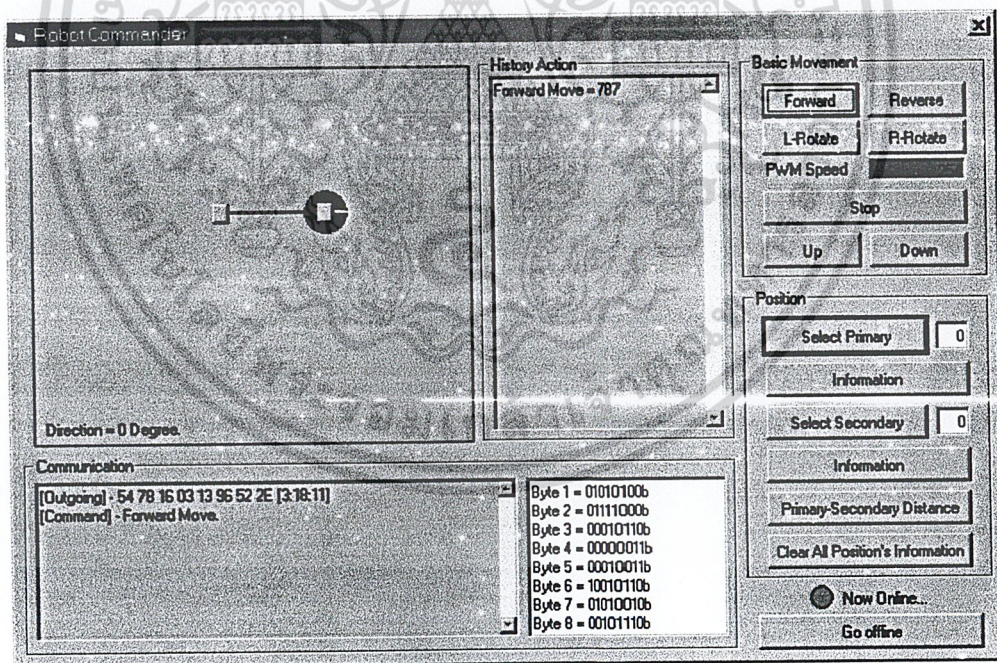 Robot Commander
History Action
Forward Move = 787
Direction = 0 Degree.
Basic Movement
Forward
Reverse
L-Rotate
R-Rotate
PWM Speed
Stop
Up
Down
Position
Select Primary
0
Information
Select Secondary
0
Information
Primary-Secondary Distance
Clear All Position's Information
Now Online...
Go offline
Communication
[Outgoing] - 54 78 16 03 13 96 52 2E [3:18:11]
[Command] - Forward Move.
Byte 1 = 01010100b
Byte 2 = 01111000b
Byte 3 = 00010110b
Byte 4 = 00000011b
Byte 5 = 00010011b
Byte 6 = 10010110b
Byte 7 = 01010010b
Byte 8 = 00101110b